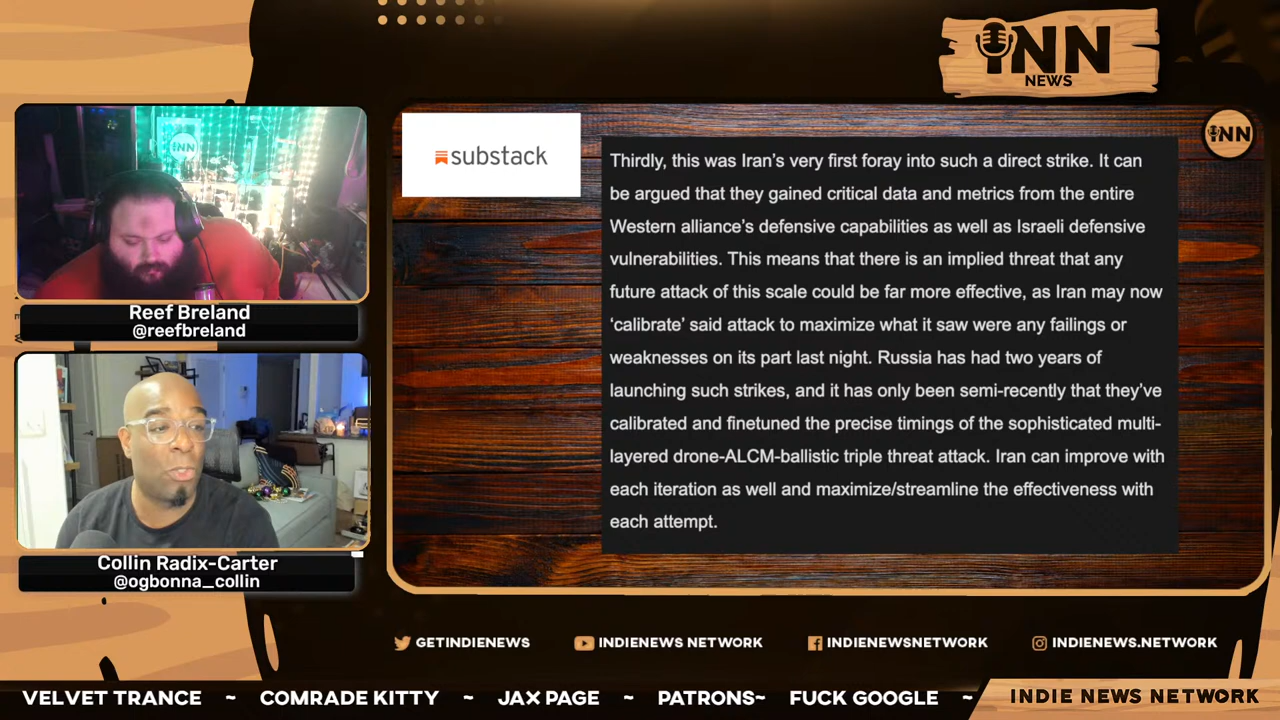 INN
NEWS
INN
substack
Thirdly, this was Iran's very first foray into such a direct strike. It can
be argued that they gained critical data and metrics from the entire
Western alliance's defensive capabilities as well as Israeli defensive
vulnerabilities. This means that there is an implied threat that any
future attack of this scale could be far more effective, as Iran may now
‘calibrate’ said attack to maximize what it saw were any failings or
weaknesses on its part last night. Russia has had two years of
launching such strikes, and it has only been semi-recently that they've
calibrated and finetuned the precise timings of the sophisticated multi-
layered drone-ALCM-ballistic triple threat attack. Iran can improve with
each iteration as well and maximize/streamline the effectiveness with
each attempt.
INN
Reef Breland
@reefbreland
Collin Radix-Carter
@ogbonna_collin
GETINDIENEWS
INDIENEWS NETWORK
INDIENEWSNETWORK
INDIENEWS.NETWORK
VELVET TRANCE ~ COMRADE KITTY ~ JAX PAGE ~ PATRONS~ FUCK GOOGLE ~
INDIE NEWS NETWORK